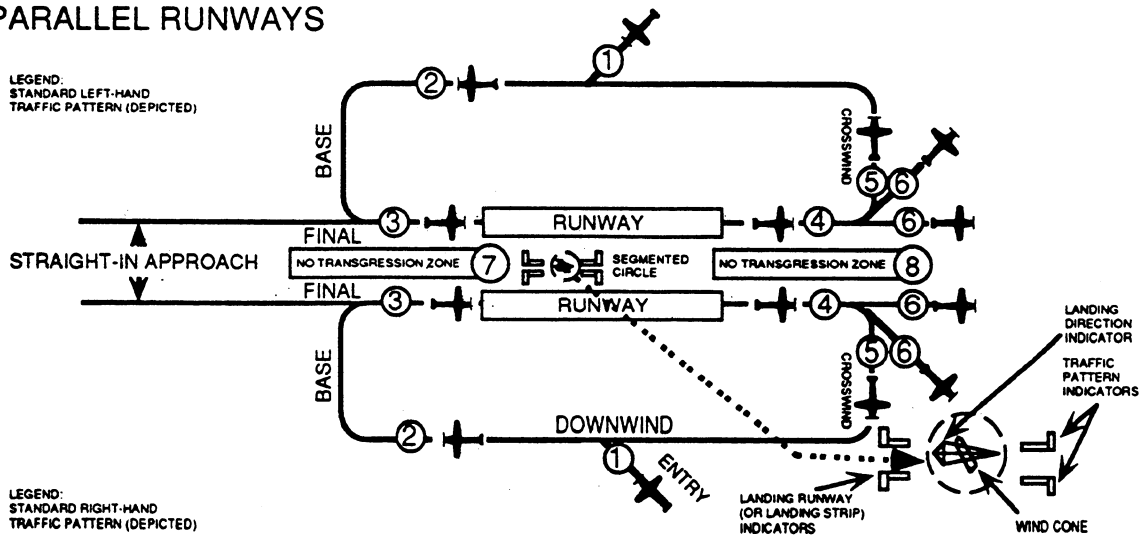 PARALLEL RUNWAYS
LEGEND:
STANDARD LEFT-HAND
TRAFFIC PATTERN (DEPICTED)
1
2
BASE
CROSSWIND
5
6
3
RUNWAY
4
6
FINAL
STRAIGHT-IN APPROACH
NO TRANSGRESSION ZONE
7
SEGMENTED
CIRCLE
NO TRANSGRESSION ZONE
8
FINAL
3
RUNWAY
4
6
BASE
CROSSWIND
5
6
LANDING
DIRECTION
INDICATOR
TRAFFIC
PATTERN
INDICATORS
2
DOWNWIND
1
ENTRY
LEGEND:
STANDARD RIGHT-HAND
TRAFFIC PATTERN (DEPICTED)
LANDING RUNWAY
(OR LANDING STRIP)
INDICATORS
WIND CONE